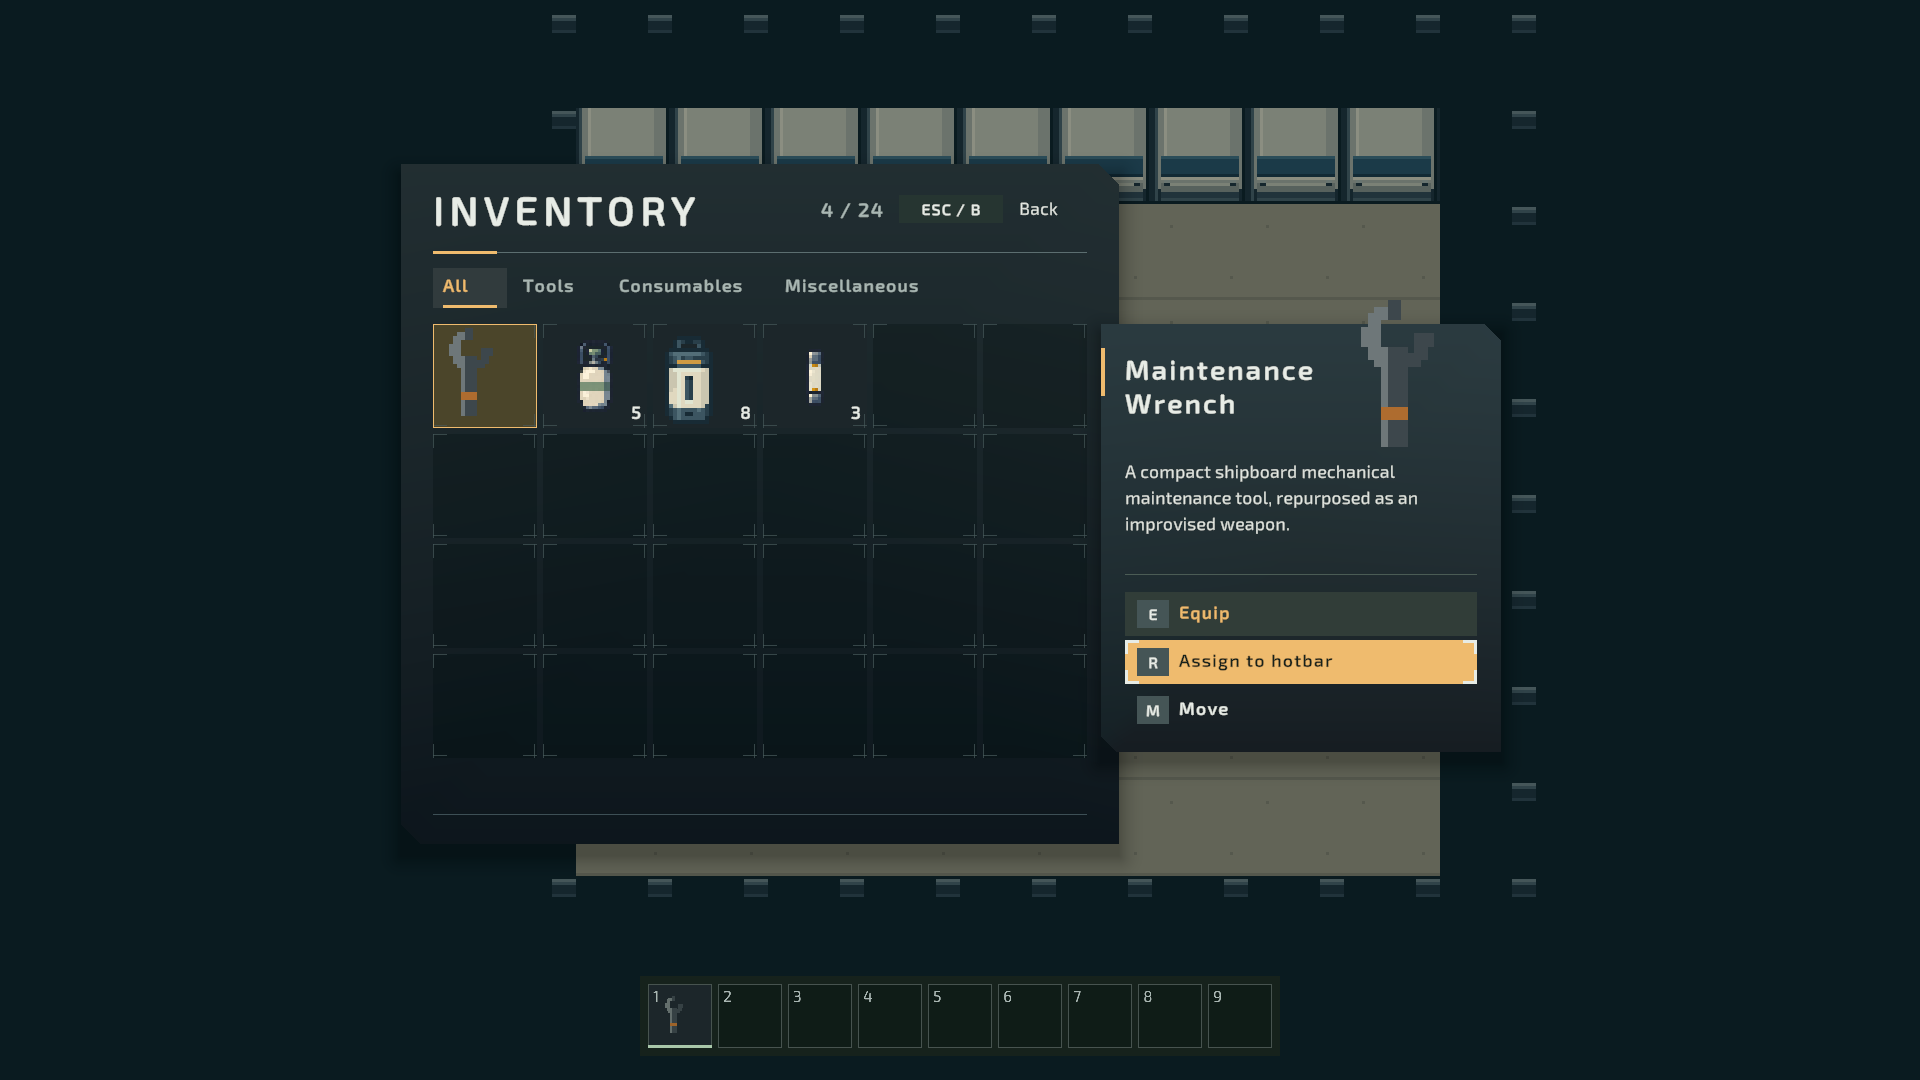 INVENTORY
4 / 24
ESC / B
Back
All
Tools
Consumables
Miscellaneous
5
8
3
Maintenance
Wrench
A compact shipboard mechanical
maintenance tool, repurposed as an
improvised weapon.
E Equip
R Assign to hotbar
M Move
1 2 3 4 5 6 7 8 9